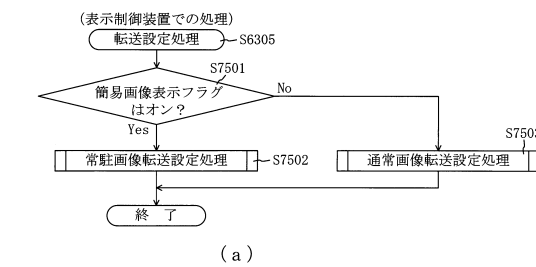 (表示制御装置での処理)
転送設定処理
S6305
S7501
簡易画像表示フラグ
はオン?
No
Yes
S7503
常駐画像転送設定処理
S7502
通常画像転送設定処理
終 了
(a)